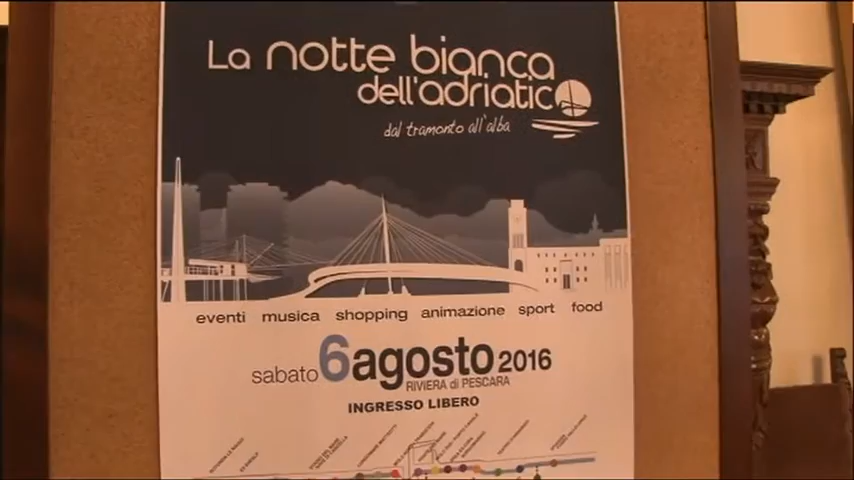 La notte bianca
dell'adriatico
dal tramonto all'alba
eventi musica shopping animazione sport food
sabato 6 agosto 2016
RIVIERA di PESCARA
INGRESSO LIBERO